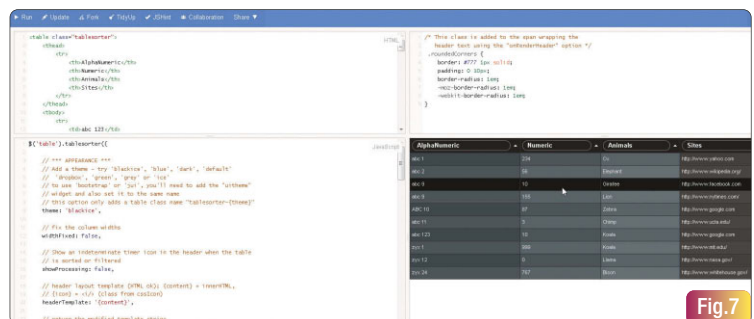 Run Update Fork TidyUp JSHint Collaboration Share
<table class="tablesorter">
<thead>
<tr>
<th>AlphaNumeric</th>
<th>Numeric</th>
<th>Animals</th>
<th>Sites</th>
</tr>
</thead>
<tbody>
<tr>
<td>abc 123</td>
HTML
/* This class is added to the span wrapping the
header text using the "onRenderHeader" option */
.roundedCorners {
border: #777 1px solid;
padding: 0 10px;
border-radius: 1em;
-moz-border-radius: 1em;
-webkit-border-radius: 1em;
}
$('table').tablesorter({
JavaScript
// *** APPEARANCE ***
// Add a theme - try 'blackice', 'blue', 'dark', 'default'
// 'dropbox', 'green', 'grey' or 'ice'
// to use 'bootstrap' or 'jui', you'll need to add the "uitheme"
// widget and also set it to the same name
// this option only adds a table class name "tablesorter-{theme}"
theme: 'blackice',
// fix the column widths
widthFixed: false,
// Show an indeterminate timer icon in the header when the table
// is sorted or filtered
showProcessing: false,
// header layout template (HTML ok); {content} = innerHTML,
// {icon} = <i/> (class from cssIcon)
headerTemplate: '{content}',
// return the modified template string
AlphaNumeric Numeric Animals Sites
abc 1 234 http://www.yahoo.com
abc 2 Elephant http://www.wikipedia.org/
abc 9 10 Giraffe http://www.facebook.com
abc 9 Lion http://www.nytimes.com/
ABC 10 87 Zebra http://www.google.com
abc 11 Chimp http://www.ucla.edu/
abc 123 10 Koala http://www.google.com
zyx 1 999 Koala http://www.mit.edu/
zyx 12 0 Llama http://www.nasa.gov/
zyx 24 767 Bison http://www.whitehouse.gov/
Fig.7